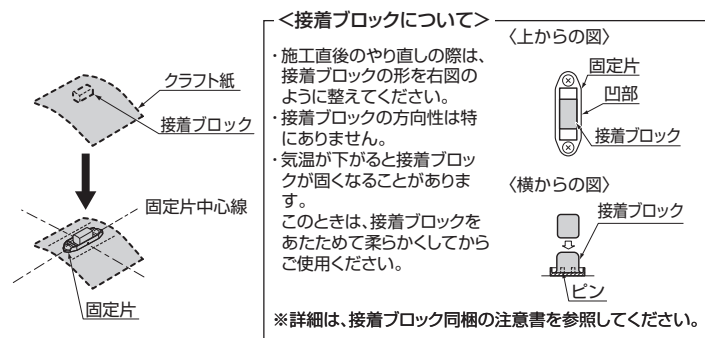 クラフト紙
接着ブロック
固定片中心線
固定片
＜接着ブロックについて＞
・施工直後のやり直しの際は、
接着ブロックの形を右図の
ように整えてください。
・接着ブロックの方向性は特
にありません。
・気温が下がると接着ブロッ
クが固くなることがありま
す。
このときは、接着ブロックを
あたためて柔らかくしてから
ご使用ください。
〈上からの図〉
固定片
凹部
接着ブロック
〈横からの図〉
接着ブロック
ピン
※詳細は、接着ブロック同梱の注意書を参照してください。